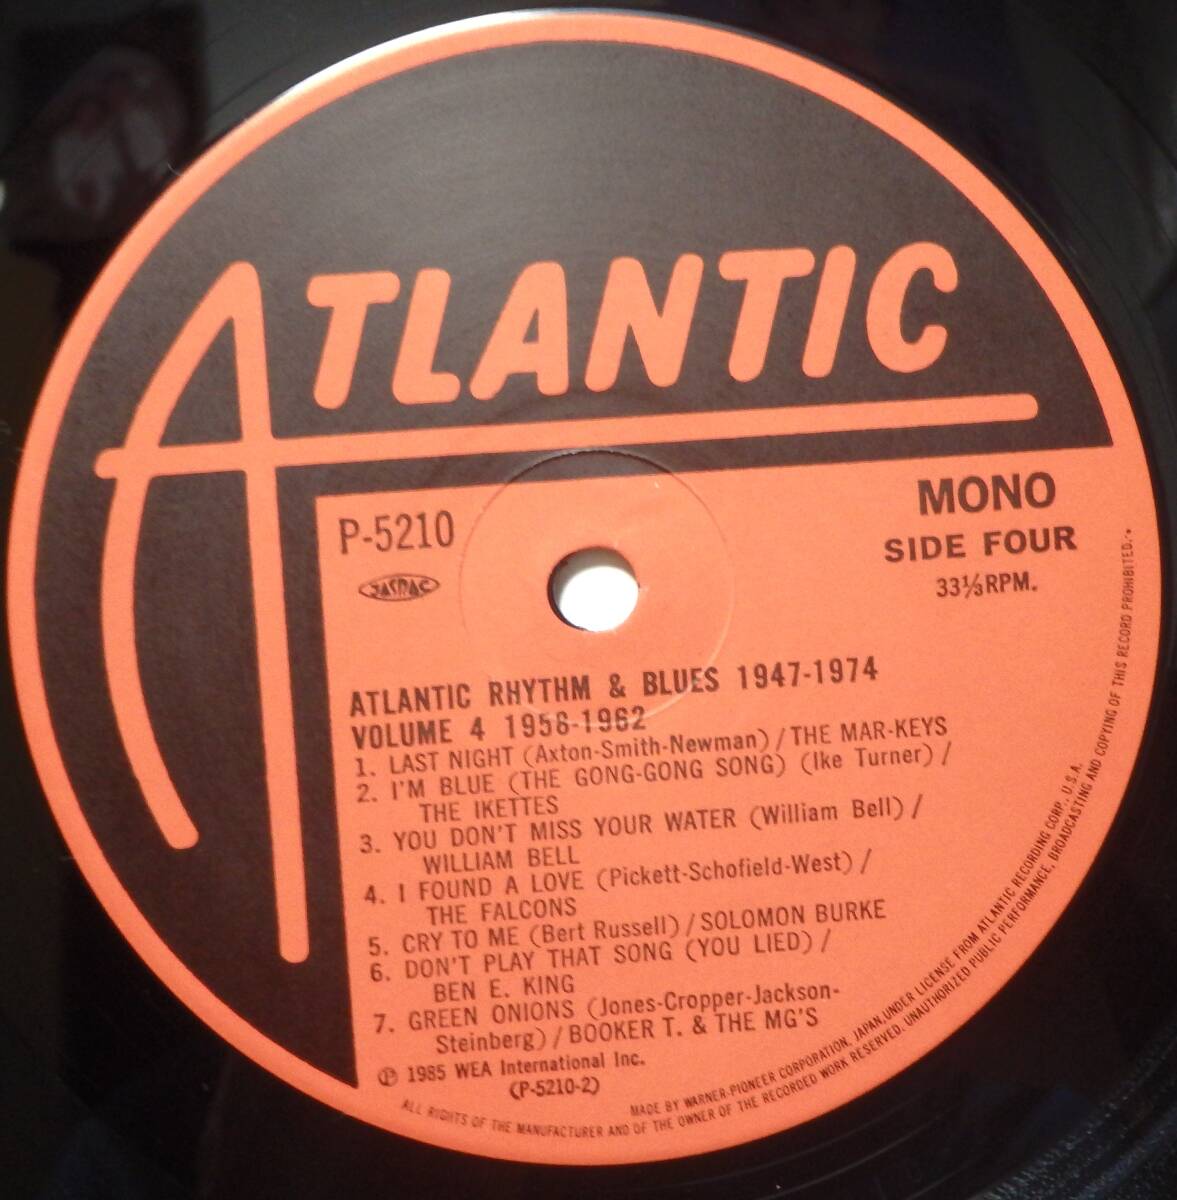 ATLANTIC
P-5210
JASRAC
MONO
SIDE FOUR
33⅓RPM.
ATLANTIC RHYTHM & BLUES 1947-1974
VOLUME 4 1958-1962
1. LAST NIGHT (Axton-Smith-Newman)/THE MAR-KEYS
2. I'M BLUE (THE GONG-GONG SONG) (Ike Turner)/
THE IKETTES
3. YOU DON'T MISS YOUR WATER (William Bell)/
WILLIAM BELL
4. I FOUND A LOVE (Pickett-Schofield-West)/
THE FALCONS
5. CRY TO ME (Bert Russell)/SOLOMON BURKE
6. DON'T PLAY THAT SONG (YOU LIED)/
BEN E. KING
7. GREEN ONIONS (Jones-Cropper-Jackson-
Steinberg)/BOOKER T. & THE MG'S
Ⓟ 1985 WEA International Inc.
(P-5210-2)
MADE BY WARNER-PIONEER CORPORATION, JAPAN, UNDER LICENSE FROM ATLANTIC RECORDING CORP., U.S.A.
ALL RIGHTS OF THE MANUFACTURER AND OF THE OWNER OF THE RECORDED WORK RESERVED. UNAUTHORIZED PUBLIC PERFORMANCE, BROADCASTING AND COPYING OF THIS RECORD PROHIBITED.